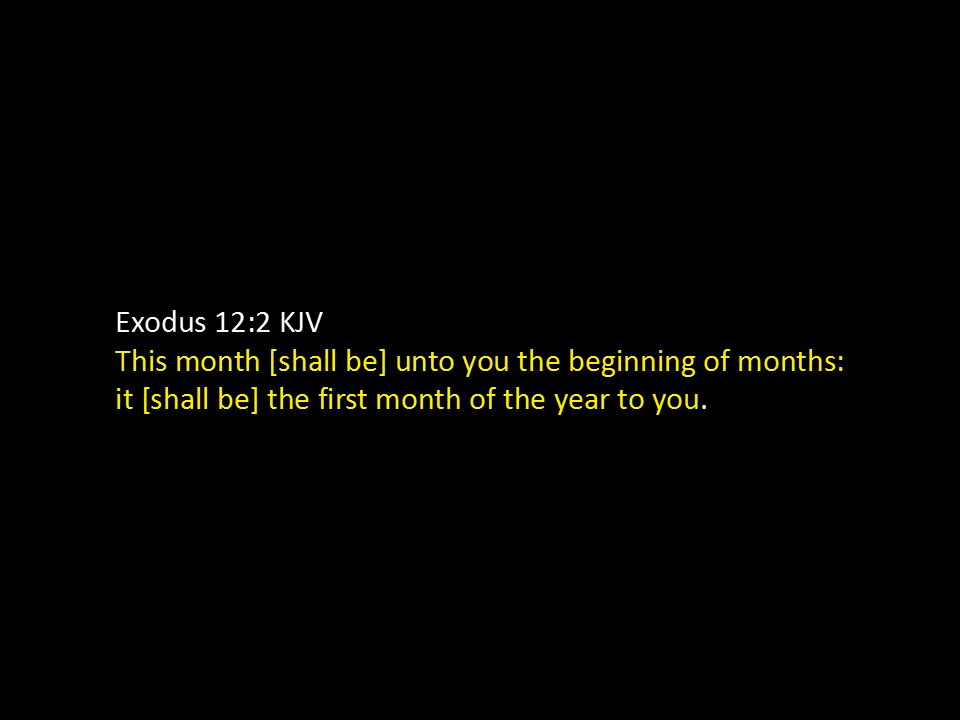 Exodus 12:2 KJV
This month [shall be] unto you the beginning of months:
it [shall be] the first month of the year to you.